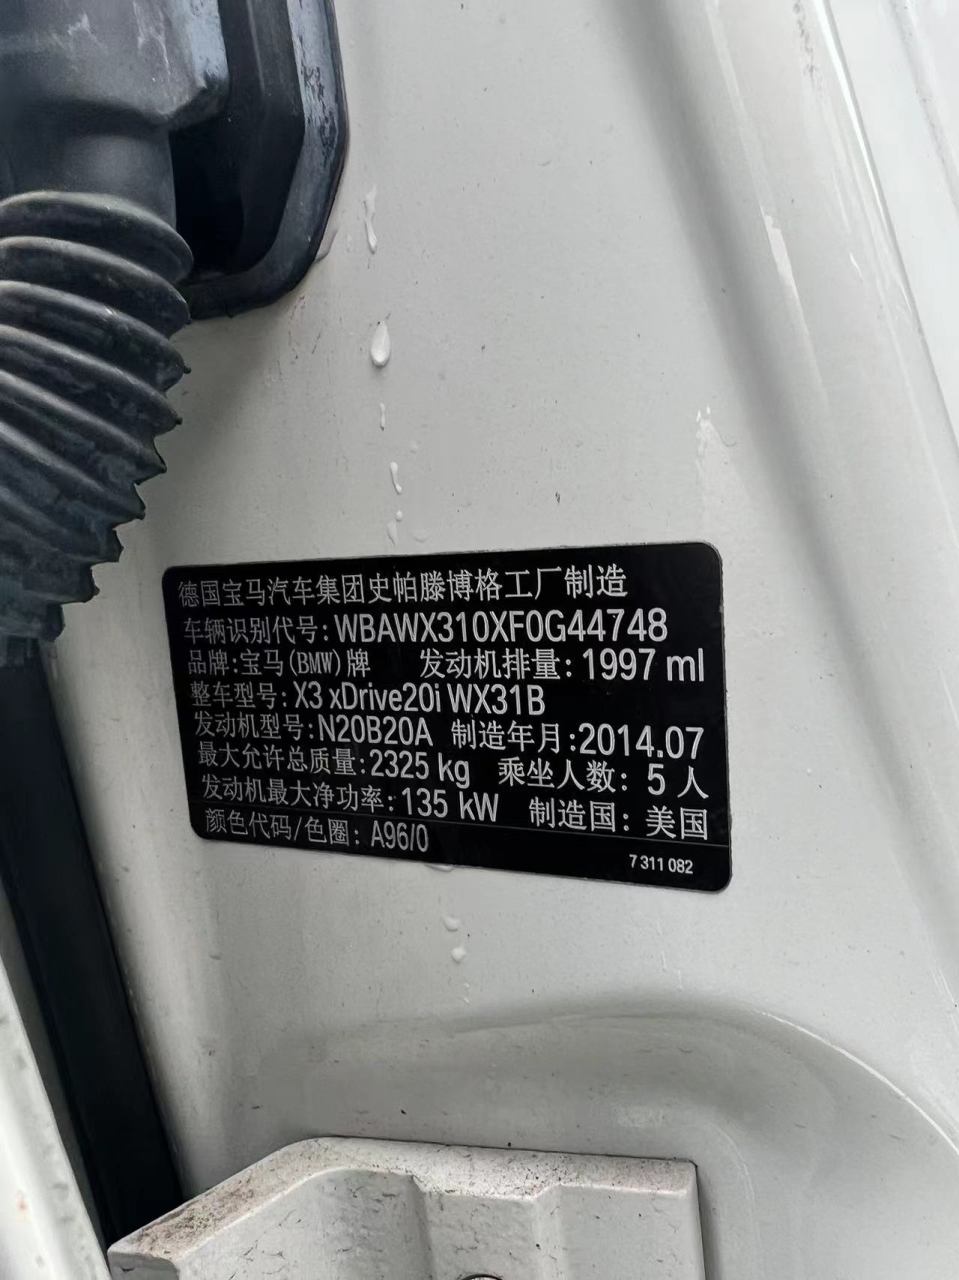 德国宝马汽车集团史帕滕博格工厂制造
车辆识别代号:WBAWX310XF0G44748
品牌:宝马(BMW)牌 发动机排量:1997 ml
整车型号:X3 xDrive20i WX31B
发动机型号:N20B20A 制造年月:2014.07
最大允许总质量:2325 kg 乘坐人数:5 人
发动机最大净功率:135 kW 制造国:美国
颜色代码/色圈:A96/0
7 311 082